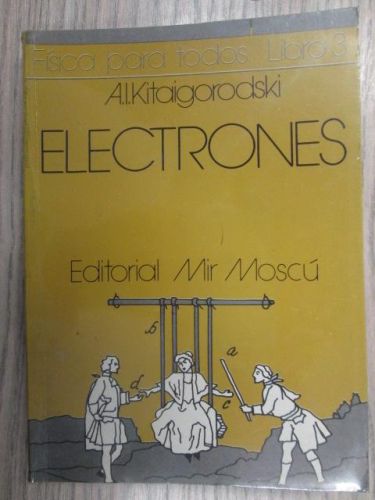 Física para todos Libro 3
A.I.Kitaigorodski
ELECTRONES
Editorial Mir Moscú
b
a
d
c